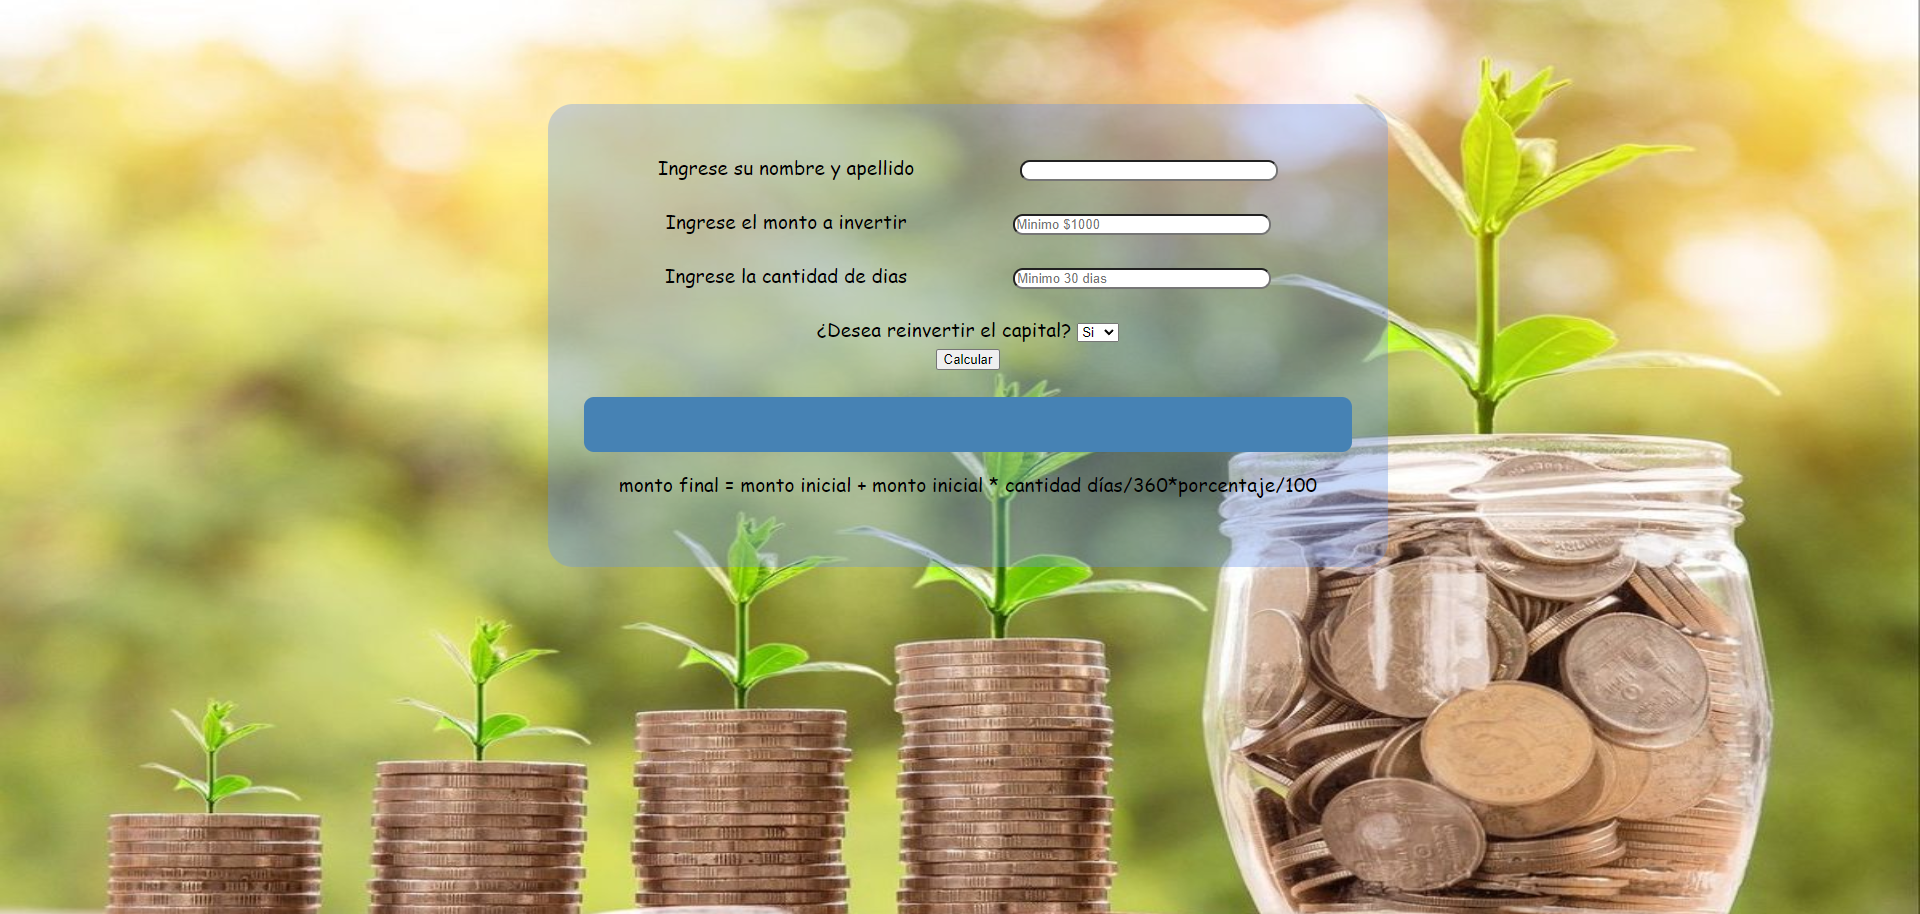 Ingrese su nombre y apellido
Ingrese el monto a invertir Minimo $1000
Ingrese la cantidad de dias Minimo 30 dias
¿Desea reinvertir el capital? Si
Calcular
monto final = monto inicial + monto inicial * cantidad días/360*porcentaje/100